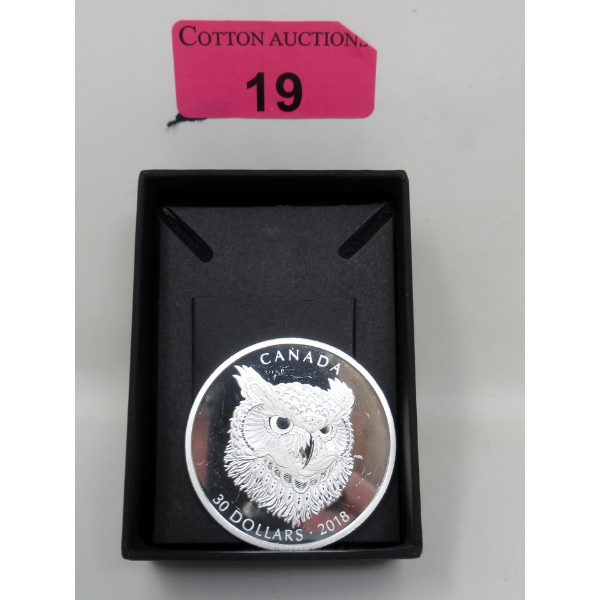 COTTON AUCTIONS
19
CANADA
30 DOLLARS · 2018